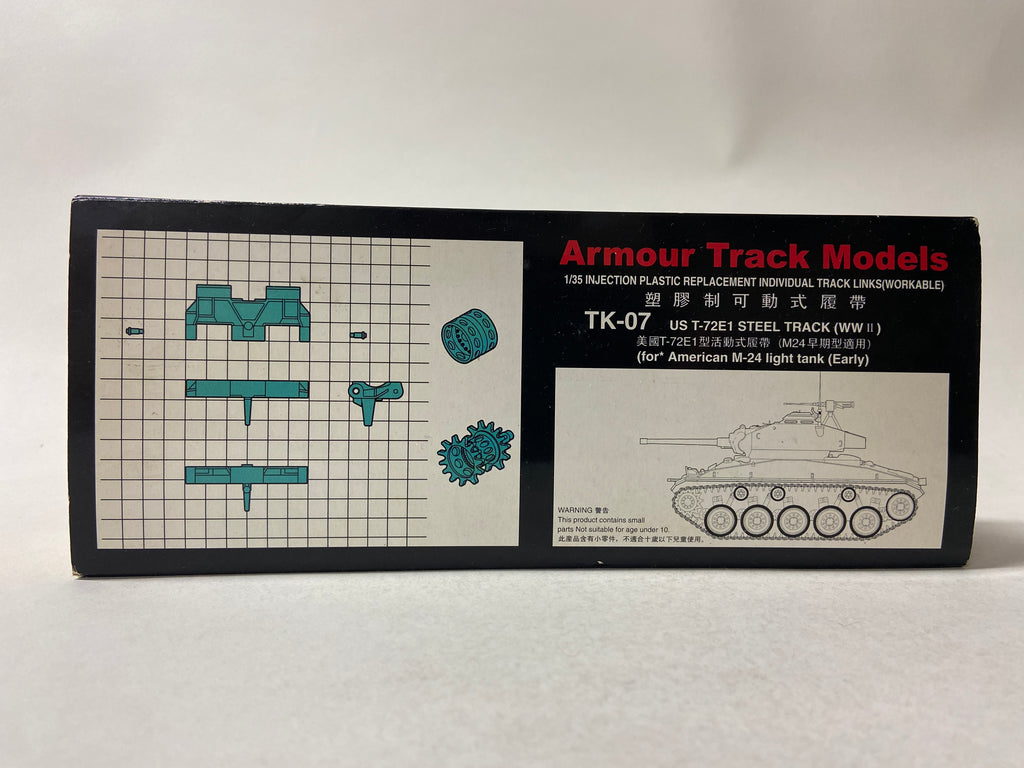 Armour Track Models
1/35 INJECTION PLASTIC REPLACEMENT INDIVIDUAL TRACK LINKS(WORKABLE)
塑膠制可動式履帶
TK-07 US T-72E1 STEEL TRACK (WW II)
美國T-72E1型活動式履帶 (M24早期型適用)
(for* American M-24 light tank (Early)
WARNING 警告
This product contains small
parts Not suitable for age under 10.
此產品含有小零件，不適合十歲以下兒童使用。